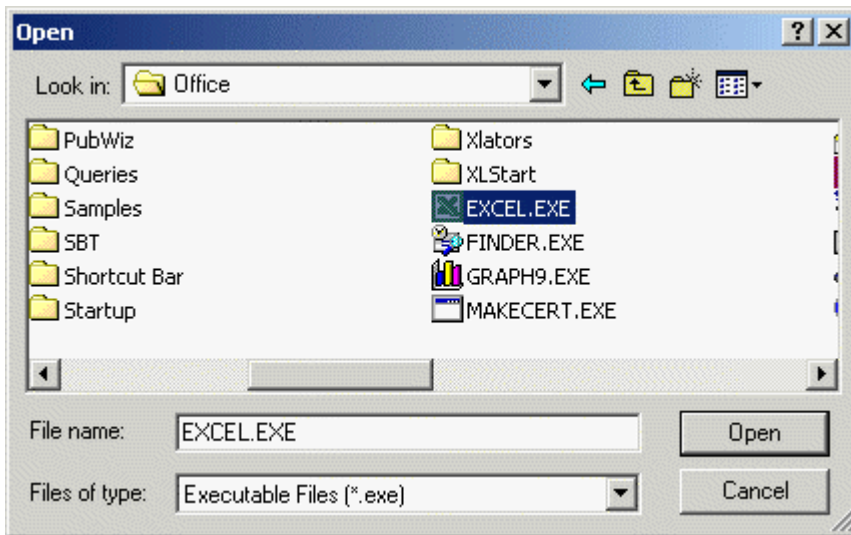 Open
Look in: Office
PubWiz
Queries
Samples
SBT
Shortcut Bar
Startup
Xlators
XLStart
EXCEL.EXE
FINDER.EXE
GRAPH9.EXE
MAKECERT.EXE
File name: EXCEL.EXE Open
Files of type: Executable Files (*.exe) Cancel